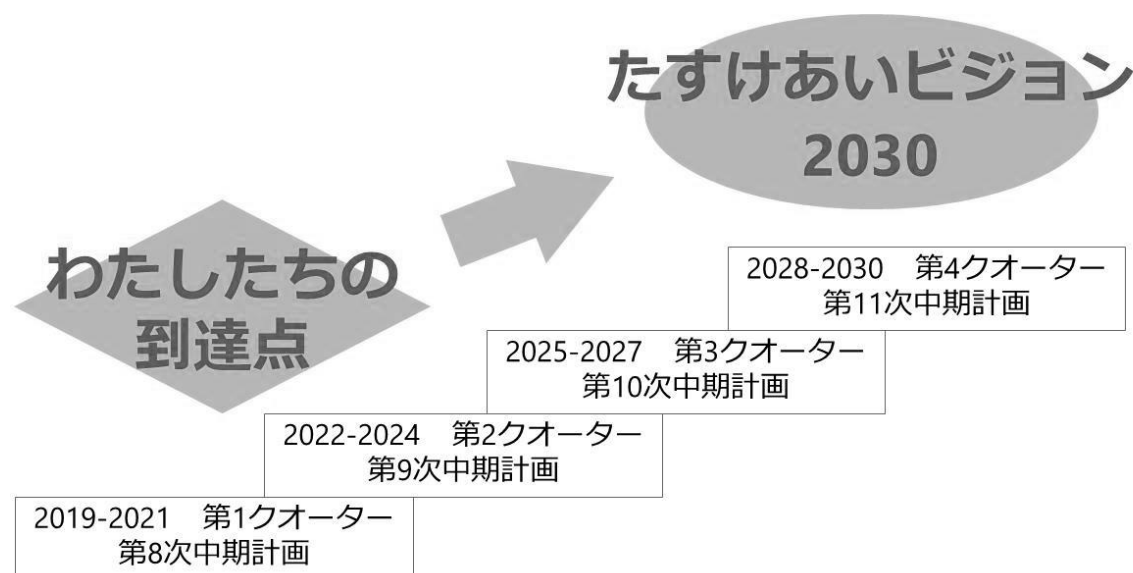 たすけあいビジョン
2030
わたしたちの
到達点
2028-2030　第4クオーター
第11次中期計画
2025-2027　第3クオーター
第10次中期計画
2022-2024　第2クオーター
第9次中期計画
2019-2021　第1クオーター
第8次中期計画